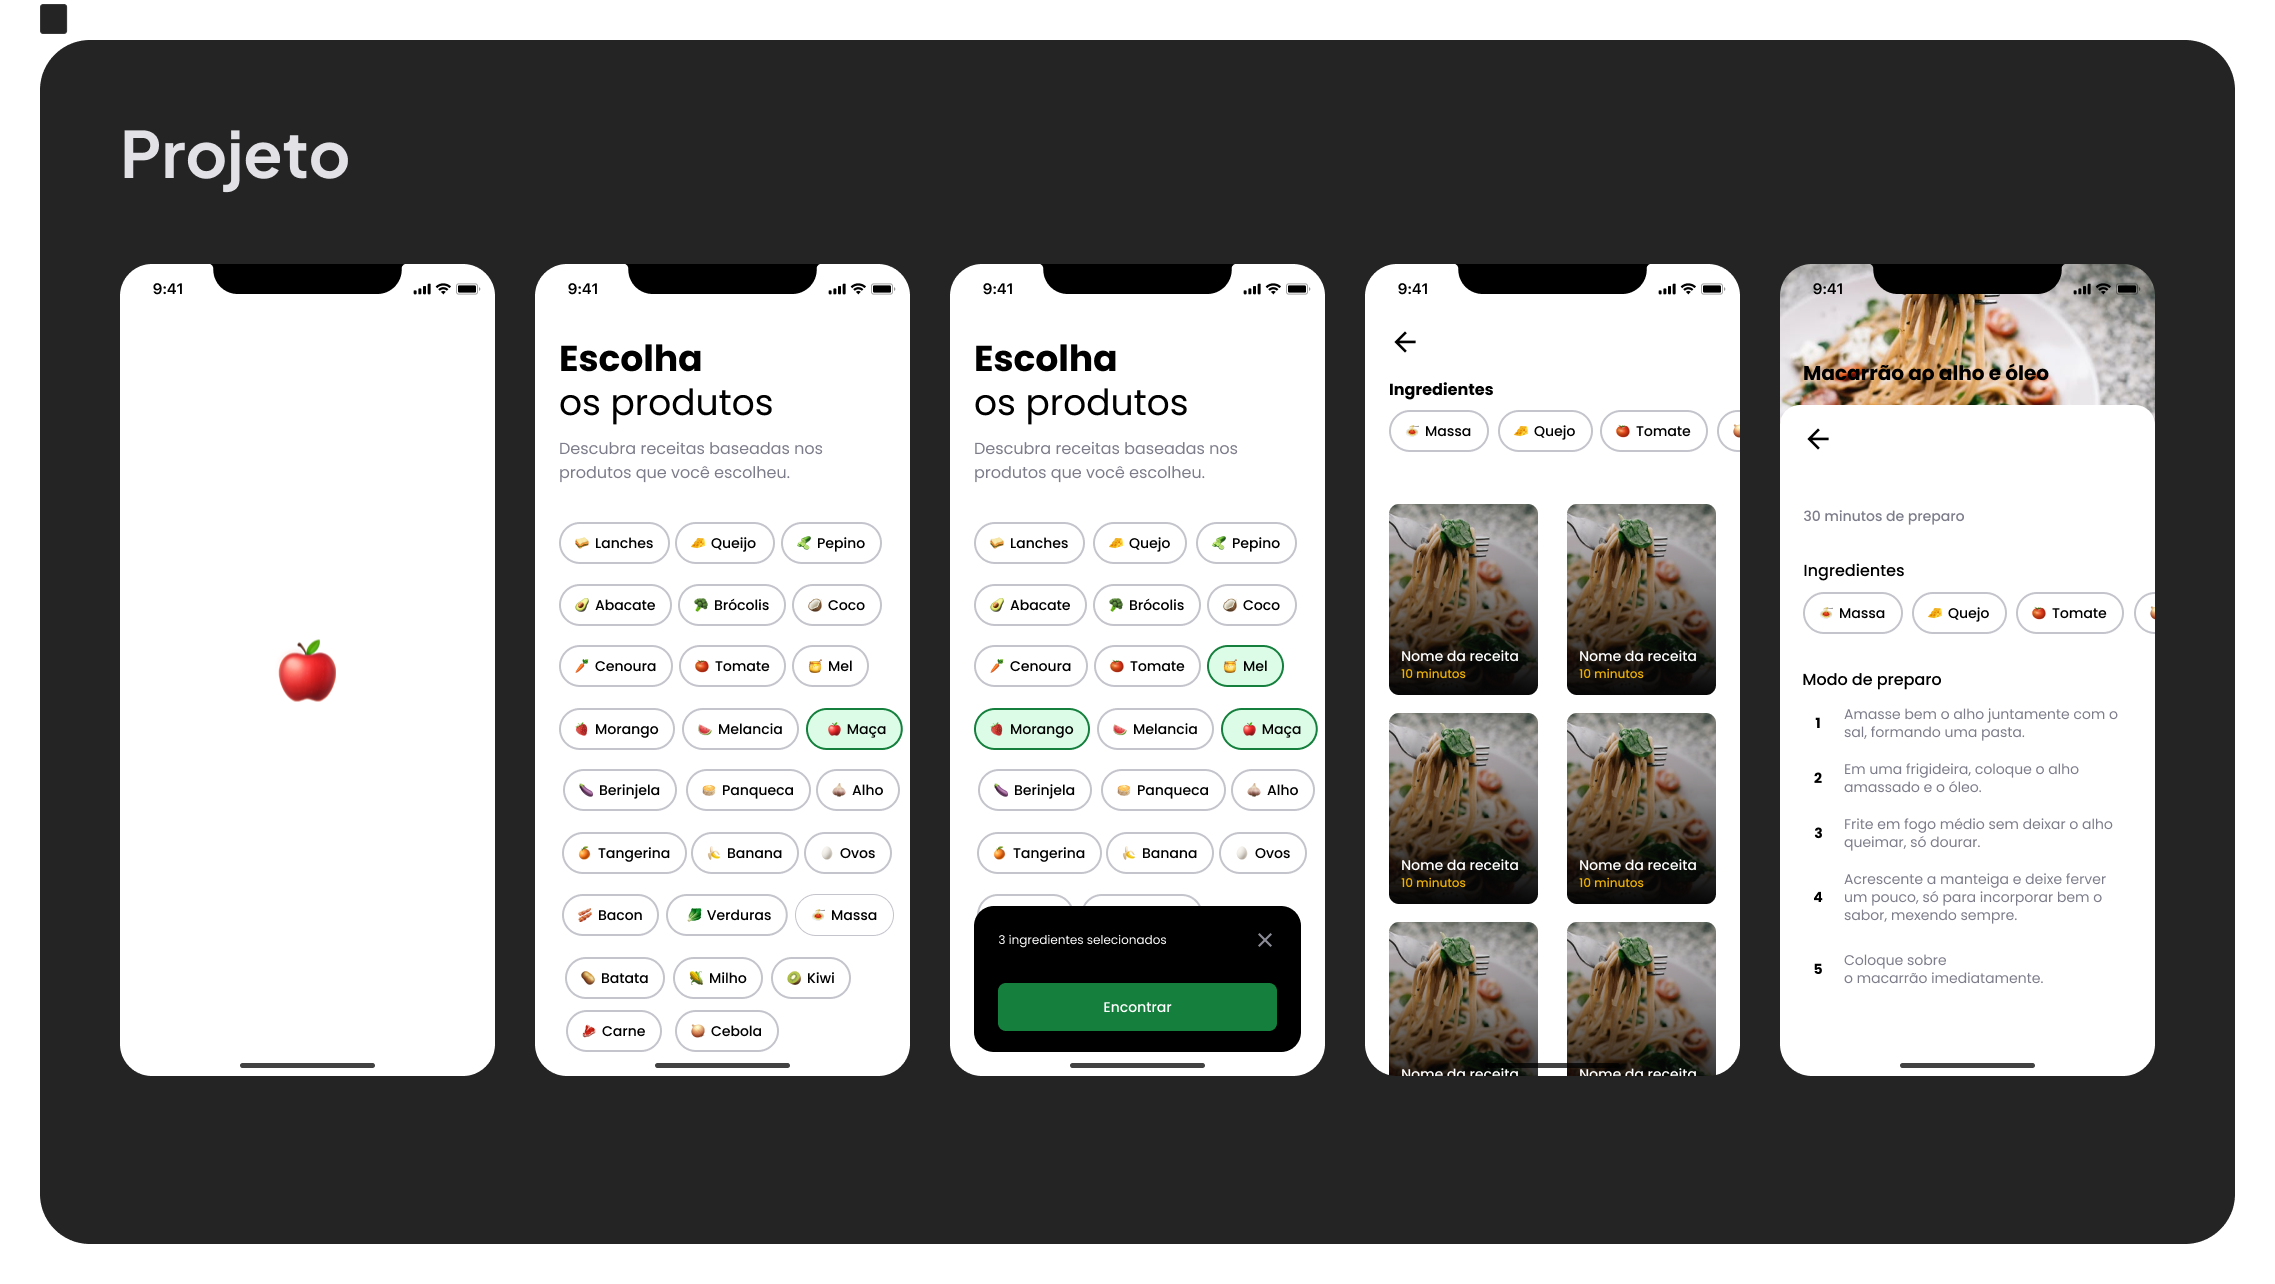 Projeto
9:41
9:41
Escolha
os produtos
Descubra receitas baseadas nos
produtos que você escolheu.
Lanches
Queijo
Pepino
Abacate
Brócolis
Coco
Cenoura
Tomate
Mel
Morango
Melancia
Maça
Berinjela
Panqueca
Alho
Tangerina
Banana
Ovos
Bacon
Verduras
Massa
Batata
Milho
Kiwi
Carne
Cebola
9:41
Escolha
os produtos
Descubra receitas baseadas nos
produtos que você escolheu.
Lanches
Quejo
Pepino
Abacate
Brócolis
Coco
Cenoura
Tomate
Mel
Morango
Melancia
Maça
Berinjela
Panqueca
Alho
Tangerina
Banana
Ovos
3 ingredientes selecionados
Encontrar
9:41
Ingredientes
Massa
Quejo
Tomate
Nome da receita
10 minutos
Nome da receita
10 minutos
Nome da receita
10 minutos
Nome da receita
10 minutos
Nome da receita
Nome da receita
9:41
Macarrão ao alho e óleo
30 minutos de preparo
Ingredientes
Massa
Quejo
Tomate
Modo de preparo
1 Amasse bem o alho juntamente com o
sal, formando uma pasta.
2 Em uma frigideira, coloque o alho
amassado e o óleo.
3 Frite em fogo médio sem deixar o alho
queimar, só dourar.
4 Acrescente a manteiga e deixe ferver
um pouco, só para incorporar bem o
sabor, mexendo sempre.
5 Coloque sobre
o macarrão imediatamente.